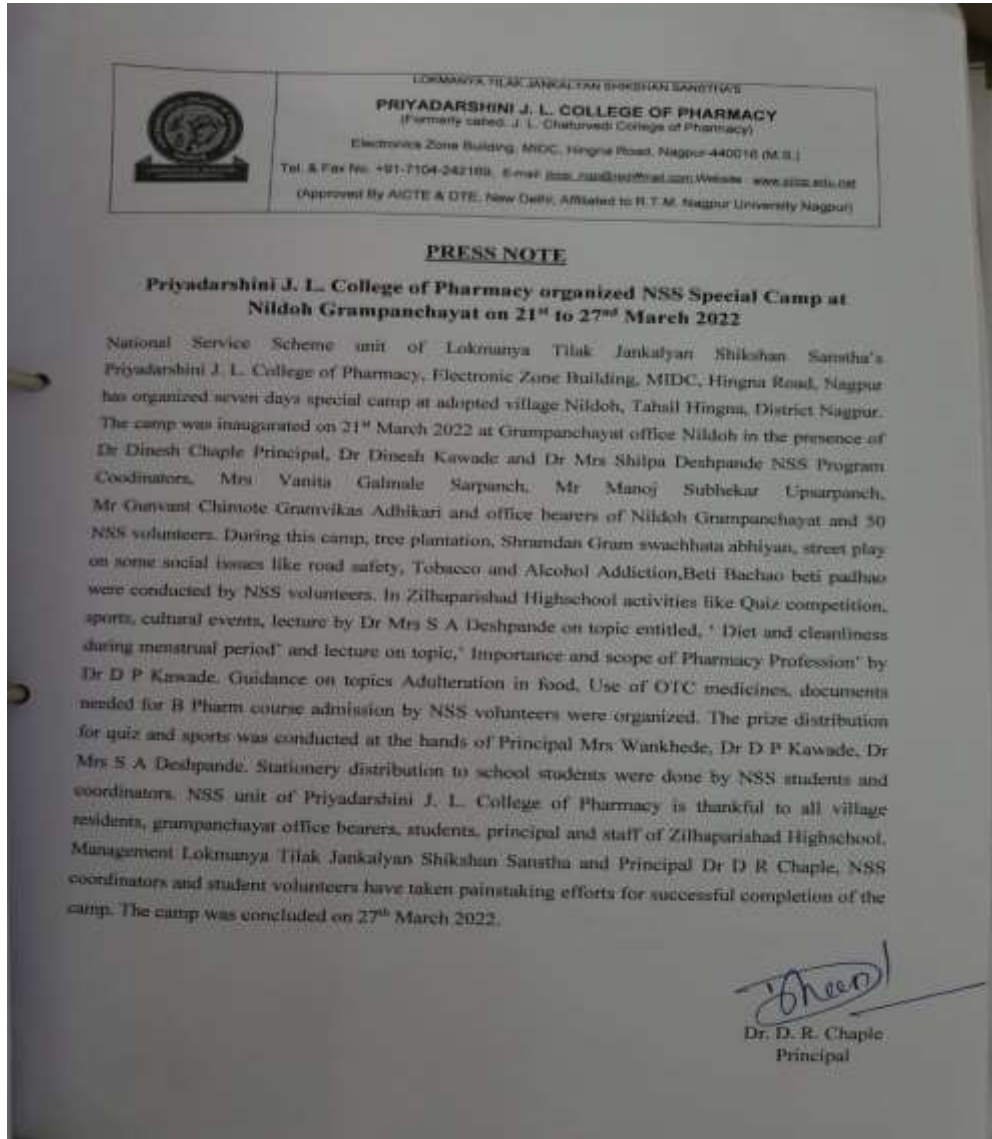 LOKMANYA TILAK JANKALYAN SHIKSHAN SANSTHA'S
PRIYADARSHINI J. L. COLLEGE OF PHARMACY
(Formerly called. J. L. Chaturvedi College of Pharmacy)
Electronics Zone Building, MIDC, Hingna Road, Nagpur-440016 (M.S.)
Tel. & Fax No. +91-7104-242169, E-mail: Website :
(Approved By AICTE & DTE, New Delhi, Affiliated to R.T.M. Nagpur University Nagpur)
PRESS NOTE
Priyadarshini J. L. College of Pharmacy organized NSS Special Camp at
Nildoh Grampanchayat on 21st to 27nd March 2022
National Service Scheme unit of Lokmanya Tilak Jankalyan Shikshan Sanstha's
Priyadarshini J. L. College of Pharmacy, Electronic Zone Building, MIDC, Hingna Road, Nagpur
has organized seven days special camp at adopted village Nildoh, Tahsil Hingna, District Nagpur.
The camp was inaugurated on 21st March 2022 at Grampanchayat office Nildoh in the presence of
Dr Dinesh Chaple Principal, Dr Dinesh Kawade and Dr Mrs Shilpa Deshpande NSS Program
Coodinators, Mrs Vanita Galmale Sarpanch, Mr Manoj Subhekar Upsarpanch,
Mr Gunvant Chimote Gramvikas Adhikari and office bearers of Nildoh Grampanchayat and 50
NSS volunteers. During this camp, tree plantation, Shramdan Gram swachhata abhiyan, street play
on some social issues like road safety, Tobacco and Alcohol Addiction,Beti Bachao beti padhao
were conducted by NSS volunteers. In Zilhaparishad Highschool activities like Quiz competition,
sports, cultural events, lecture by Dr Mrs S A Deshpande on topic entitled, ‘ Diet and cleanliness
during menstrual period’ and lecture on topic,‘ Importance and scope of Pharmacy Profession’ by
Dr D P Kawade. Guidance on topics Adulteration in food, Use of OTC medicines, documents
needed for B Pharm course admission by NSS volunteers were organized. The prize distribution
for quiz and sports was conducted at the hands of Principal Mrs Wankhede, Dr D P Kawade, Dr
Mrs S A Deshpande. Stationery distribution to school students were done by NSS students and
coordinators. NSS unit of Priyadarshini J. L. College of Pharmacy is thankful to all village
residents, grampanchayat office bearers, students, principal and staff of Zilhaparishad Highschool.
Management Lokmanya Tilak Jankalyan Shikshan Sanstha and Principal Dr D R Chaple, NSS
coordinators and student volunteers have taken painstaking efforts for successful completion of the
camp. The camp was concluded on 27th March 2022.
Dr. D. R. Chaple
Principal